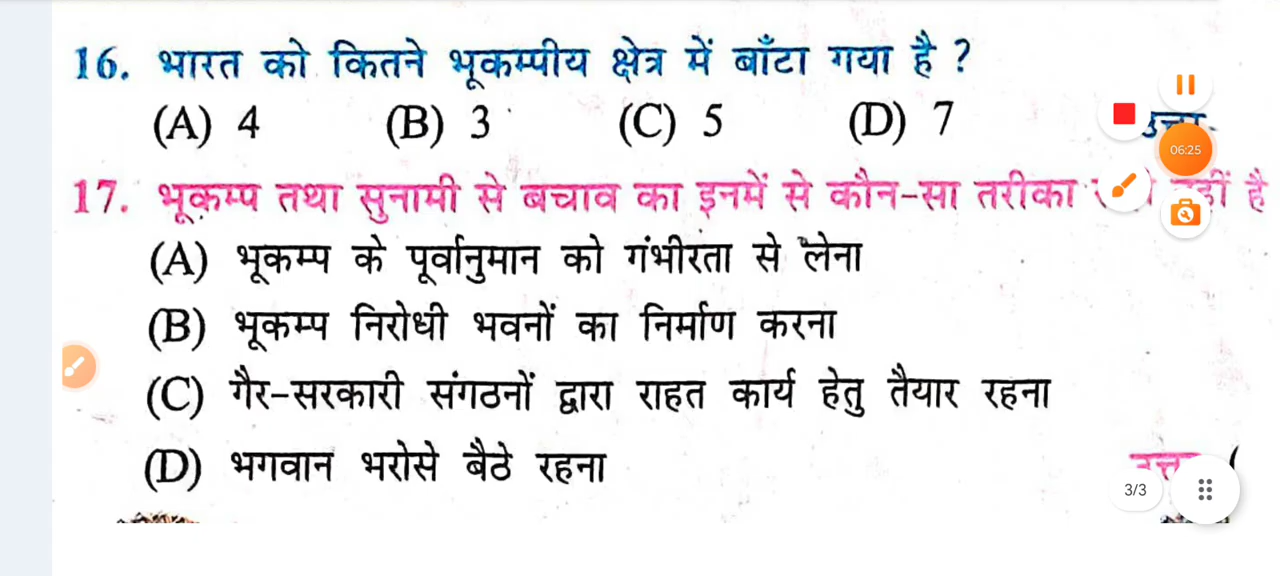 16. भारत को कितने भूकम्पीय क्षेत्र में बाँटा गया है ?
(A) 4 (B) 3 (C) 5 (D) 7
06:25
17. भूकम्प तथा सुनामी से बचाव का इनमें से कौन-सा तरीका है
(A) भूकम्प के पूर्वानुमान को गंभीरता से लेना
(B) भूकम्प निरोधी भवनों का निर्माण करना
(C) गैर-सरकारी संगठनों द्वारा राहत कार्य हेतु तैयार रहना
(D) भगवान भरोसे बैठे रहना
3/3